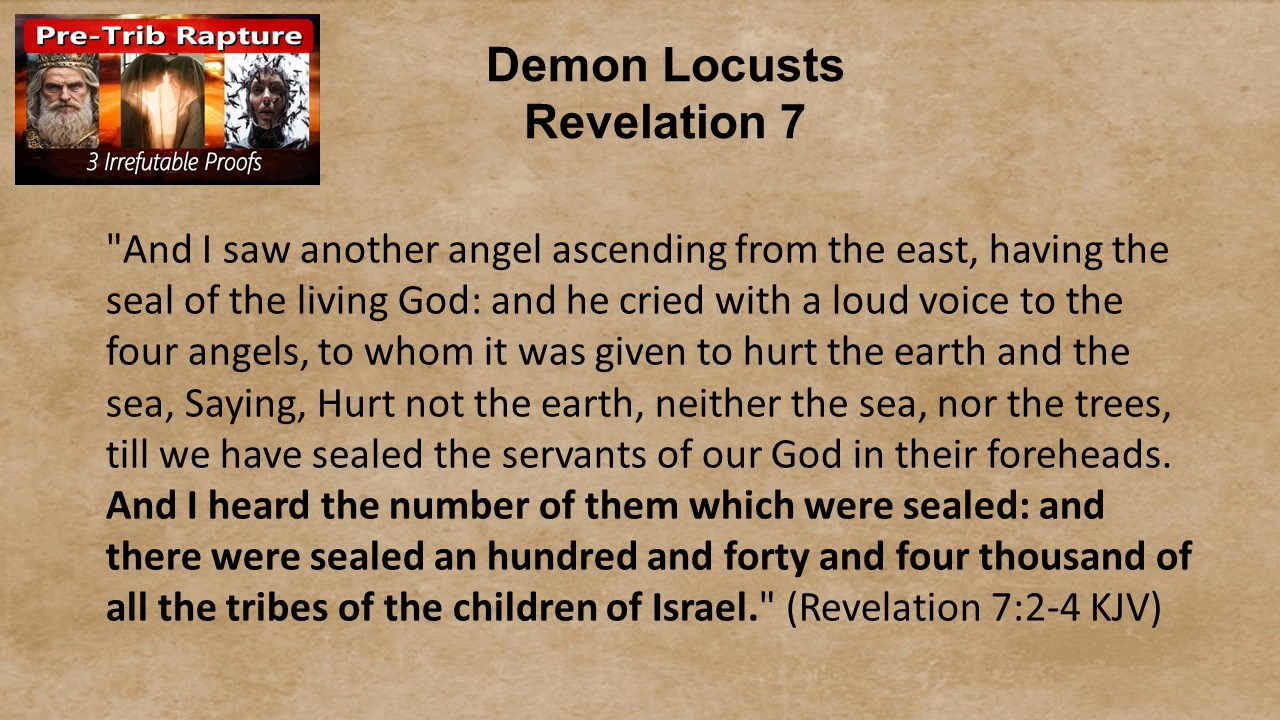 Pre-Trib Rapture
3 Irrefutable Proofs
Demon Locusts
Revelation 7
"And I saw another angel ascending from the east, having the
seal of the living God: and he cried with a loud voice to the
four angels, to whom it was given to hurt the earth and the
sea, Saying, Hurt not the earth, neither the sea, nor the trees,
till we have sealed the servants of our God in their foreheads.
And I heard the number of them which were sealed: and
there were sealed an hundred and forty and four thousand of
all the tribes of the children of Israel." (Revelation 7:2-4 KJV)